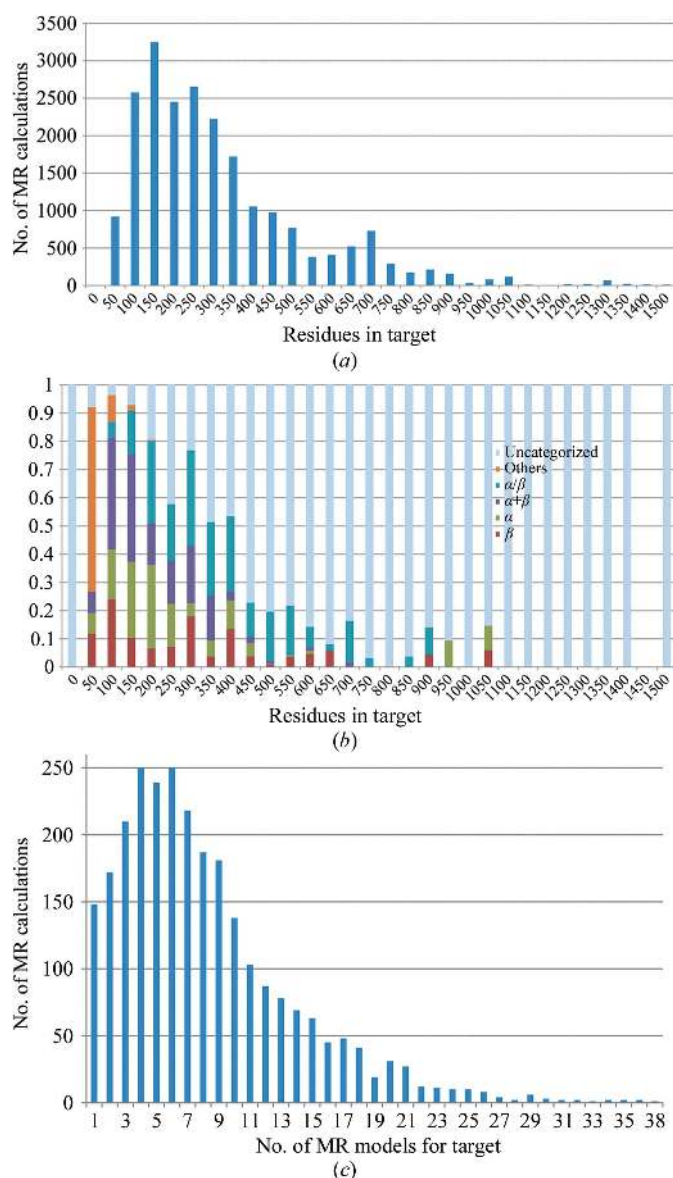 3500
3000
2500
2000
1500
1000
500
0
No. of MR calculations
0 50 100 150 200 250 300 350 400 450 500 550 600 650 700 750 800 850 900 950 1000 1050 1100 1150 1200 1250 1300 1350 1400 1500
Residues in target
(a)
1
0.9
0.8
0.7
0.6
0.5
0.4
0.3
0.2
0.1
0
Uncategorized
Others
α/β
α+β
α
β
0 50 100 150 200 250 300 350 400 450 500 550 600 650 700 750 800 850 900 950 1000 1050 1100 1150 1200 1250 1300 1350 1400 1450 1500
Residues in target
(b)
250
200
150
100
50
0
No. of MR calculations
1 3 5 7 9 11 13 15 17 19 21 23 25 27 29 31 33 35 38
No. of MR models for target
(c)